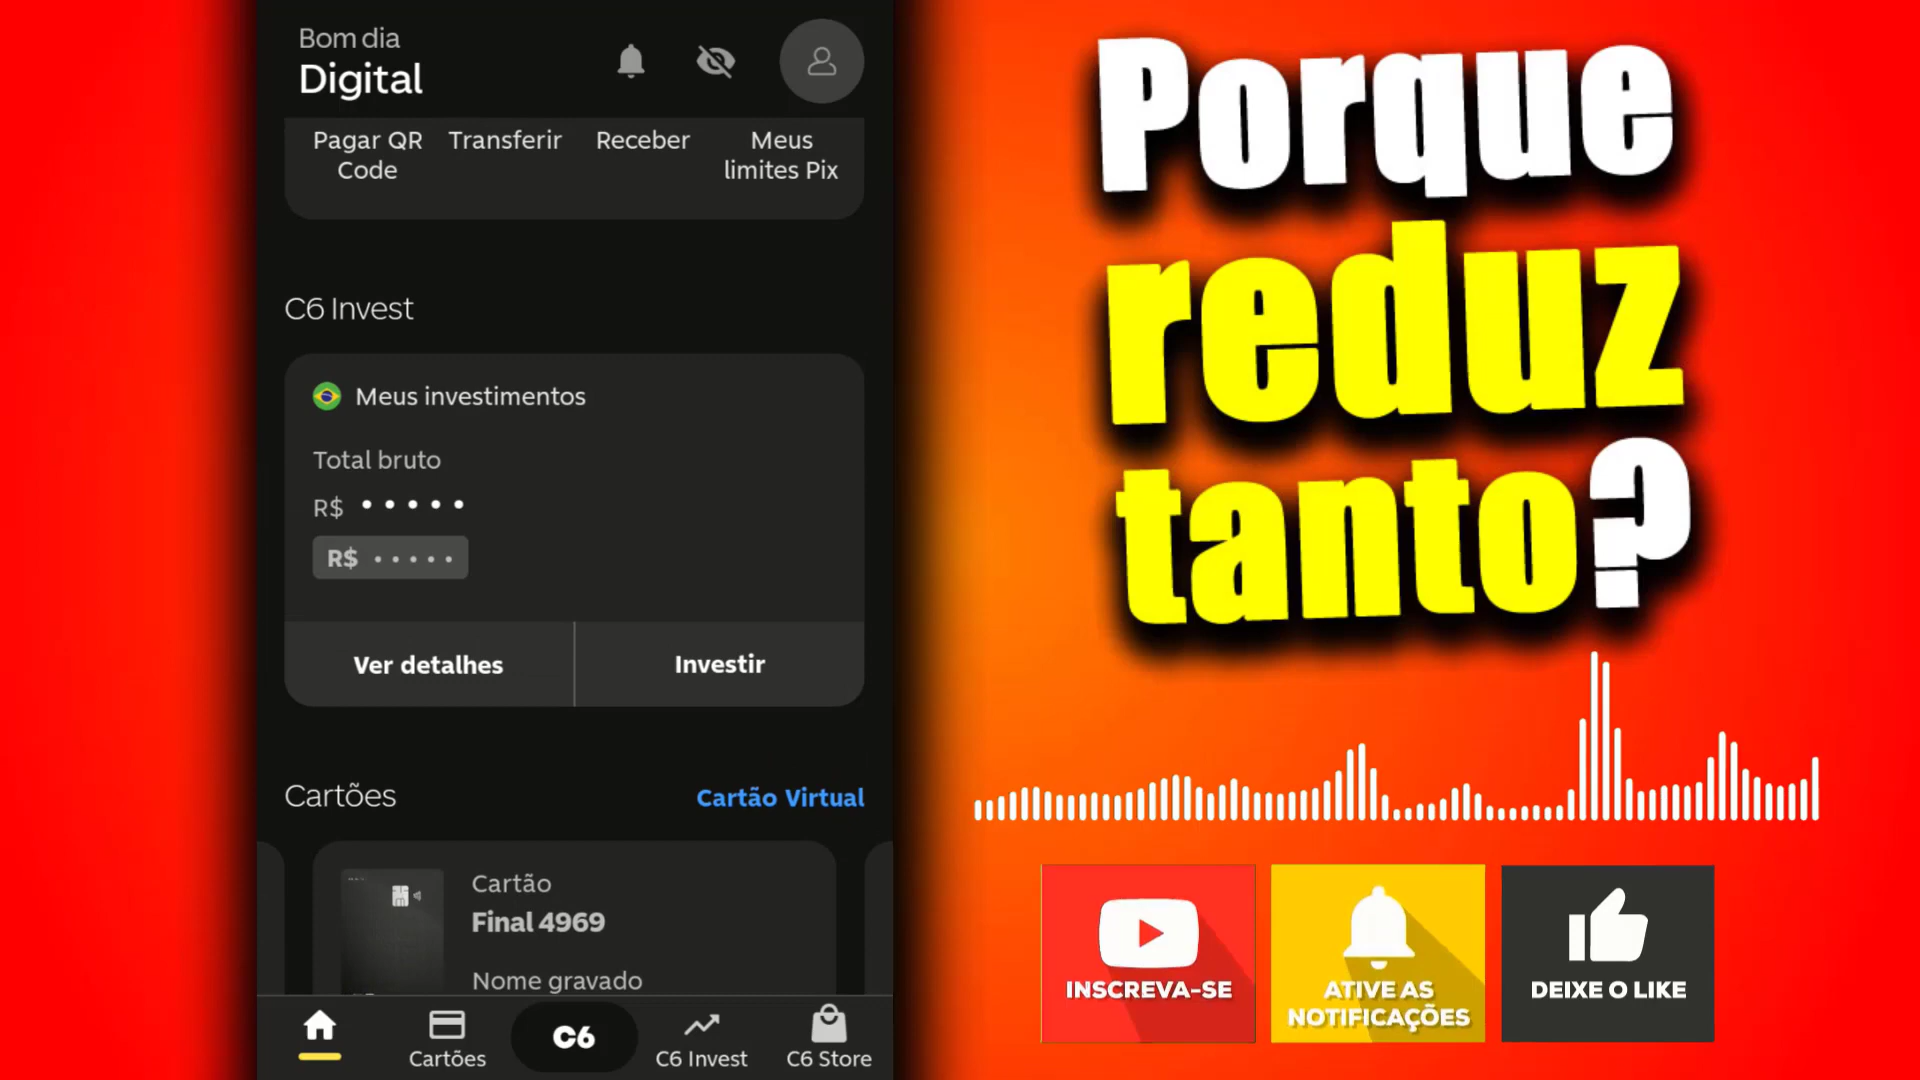 Bom dia
Digital
Pagar QR Code
Transferir
Receber
Meus limites Pix
C6 Invest
Meus investimentos
Total bruto
R$ • • • • •
R$ • • • • •
Ver detalhes
Investir
Cartões
Cartão Virtual
Cartão
Final 4969
Nome gravado
Cartões
C6
C6 Invest
C6 Store
Porque
reduz
tanto?
INSCREVA-SE
ATIVE AS
NOTIFICAÇÕES
DEIXE O LIKE